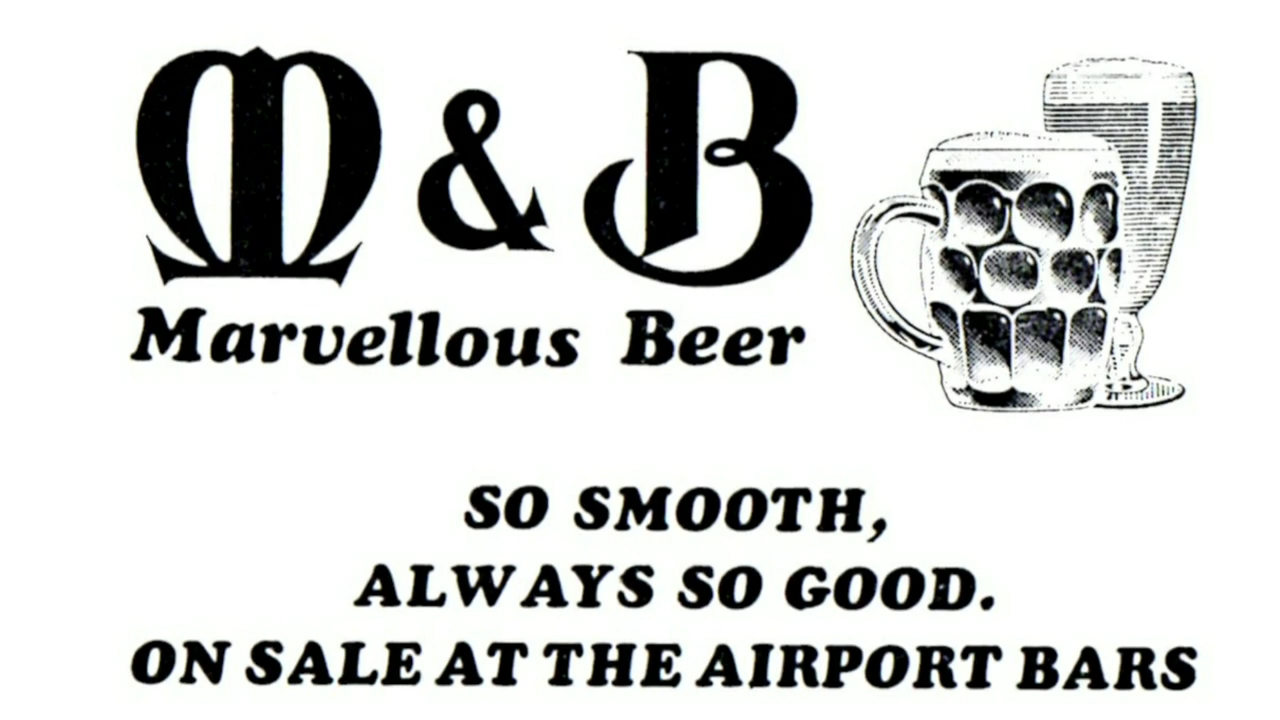 M & B
Marvellous Beer
SO SMOOTH,
ALWAYS SO GOOD.
ON SALE AT THE AIRPORT BARS